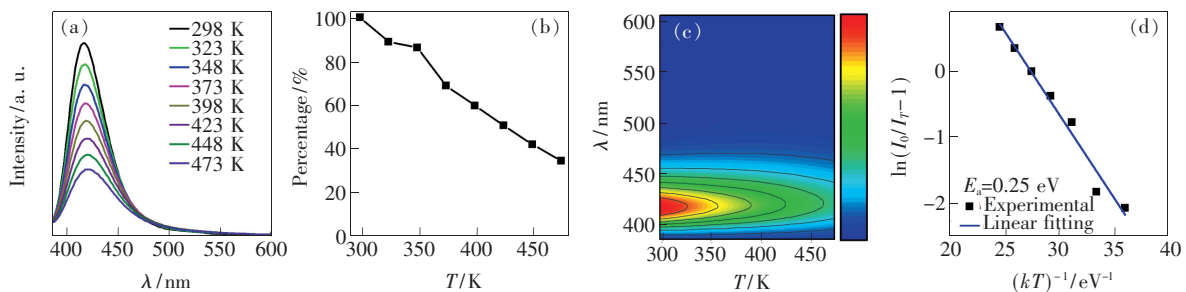 (a)
298 K
323 K
348 K
373 K
398 K
423 K
448 K
473 K
Intensity/a. u.
400 450 500 550 600
λ/nm
(b)
100
80
60
40
20
0
Percentage/%
300 350 400 450
T/K
(c)
600
550
500
450
400
λ/nm
300 350 400 450
T/K
(d)
0
−1
−2
ln(I0/IT−1)
Ea=0.25 eV
Experimental
Linear fitting
20 25 30 35 40
(kT)−1/eV−1